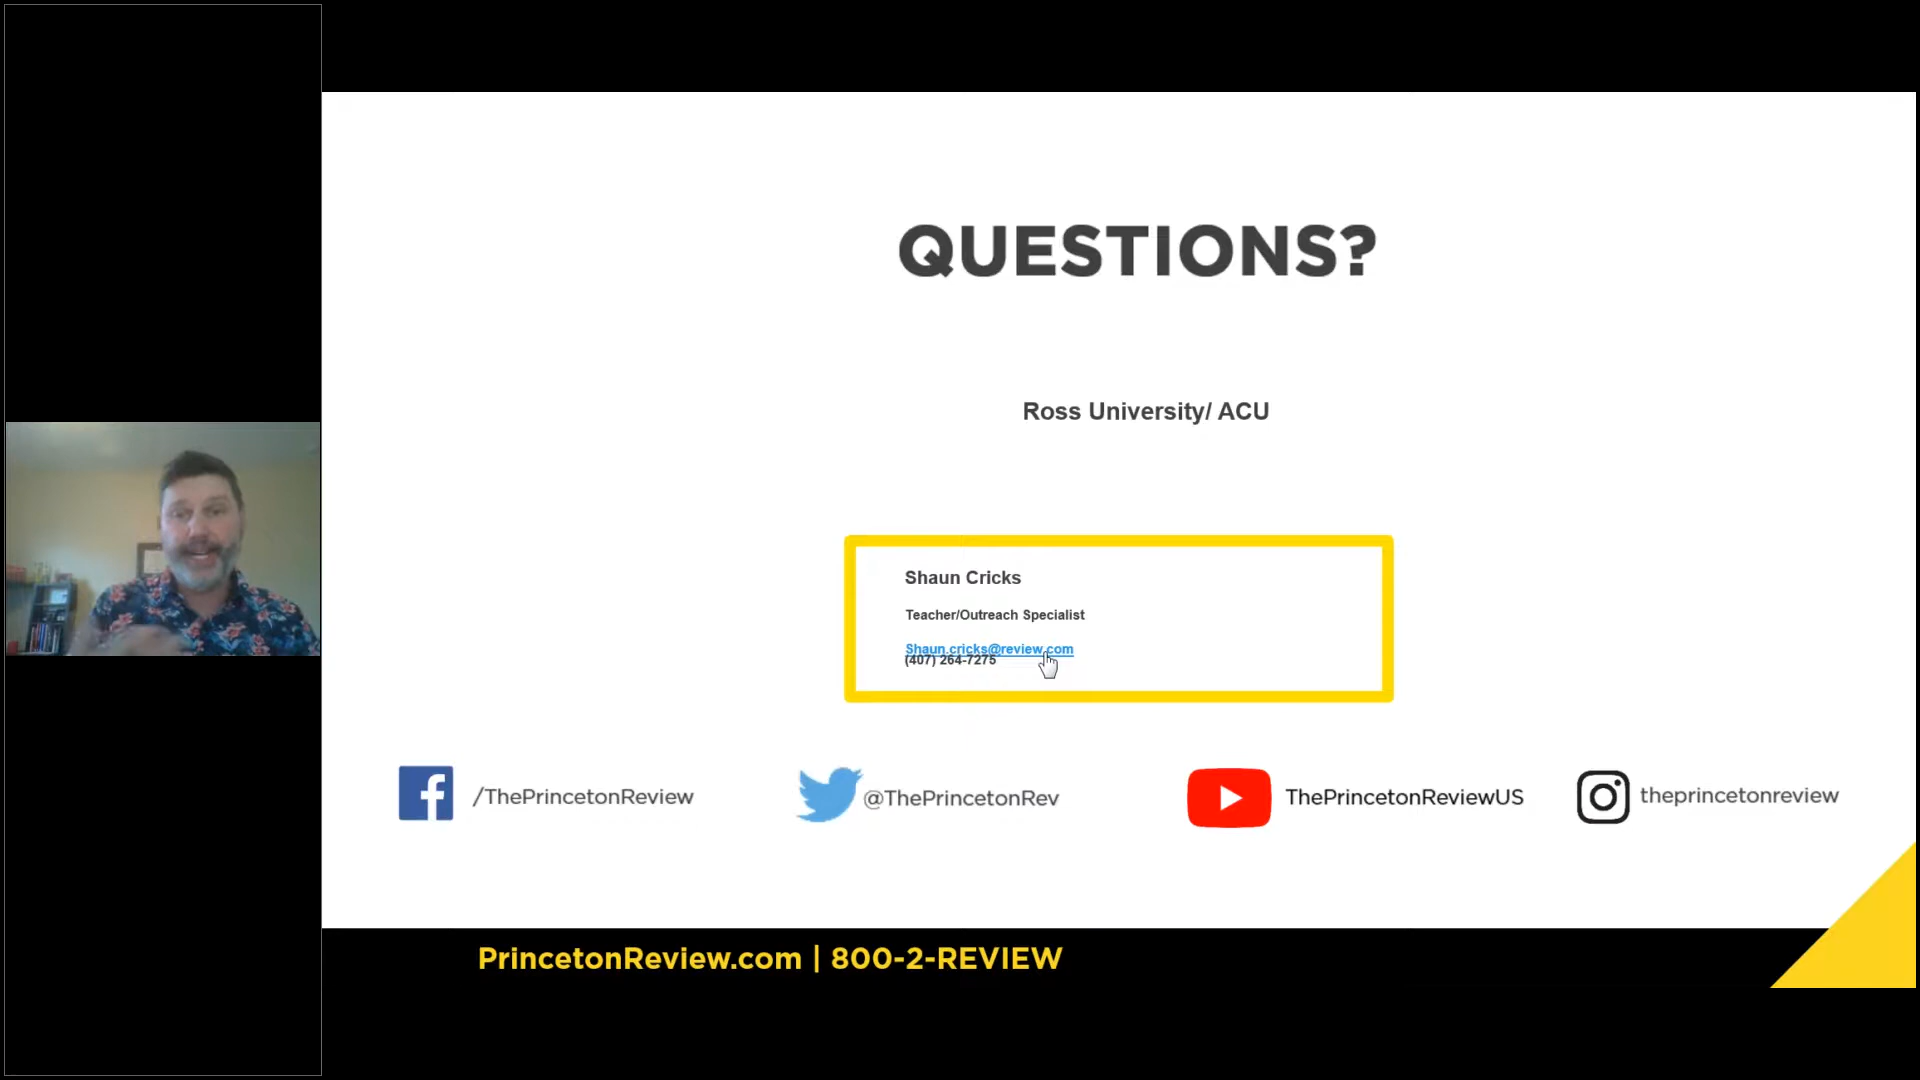 QUESTIONS?
Ross University/ ACU
Shaun Cricks
Teacher/Outreach Specialist
Shaun.cricks@review.com
(407) 264-7275
/ThePrincetonReview
@ThePrincetonRev
ThePrincetonReviewUS
theprincetonreview
PrincetonReview.com | 800-2-REVIEW